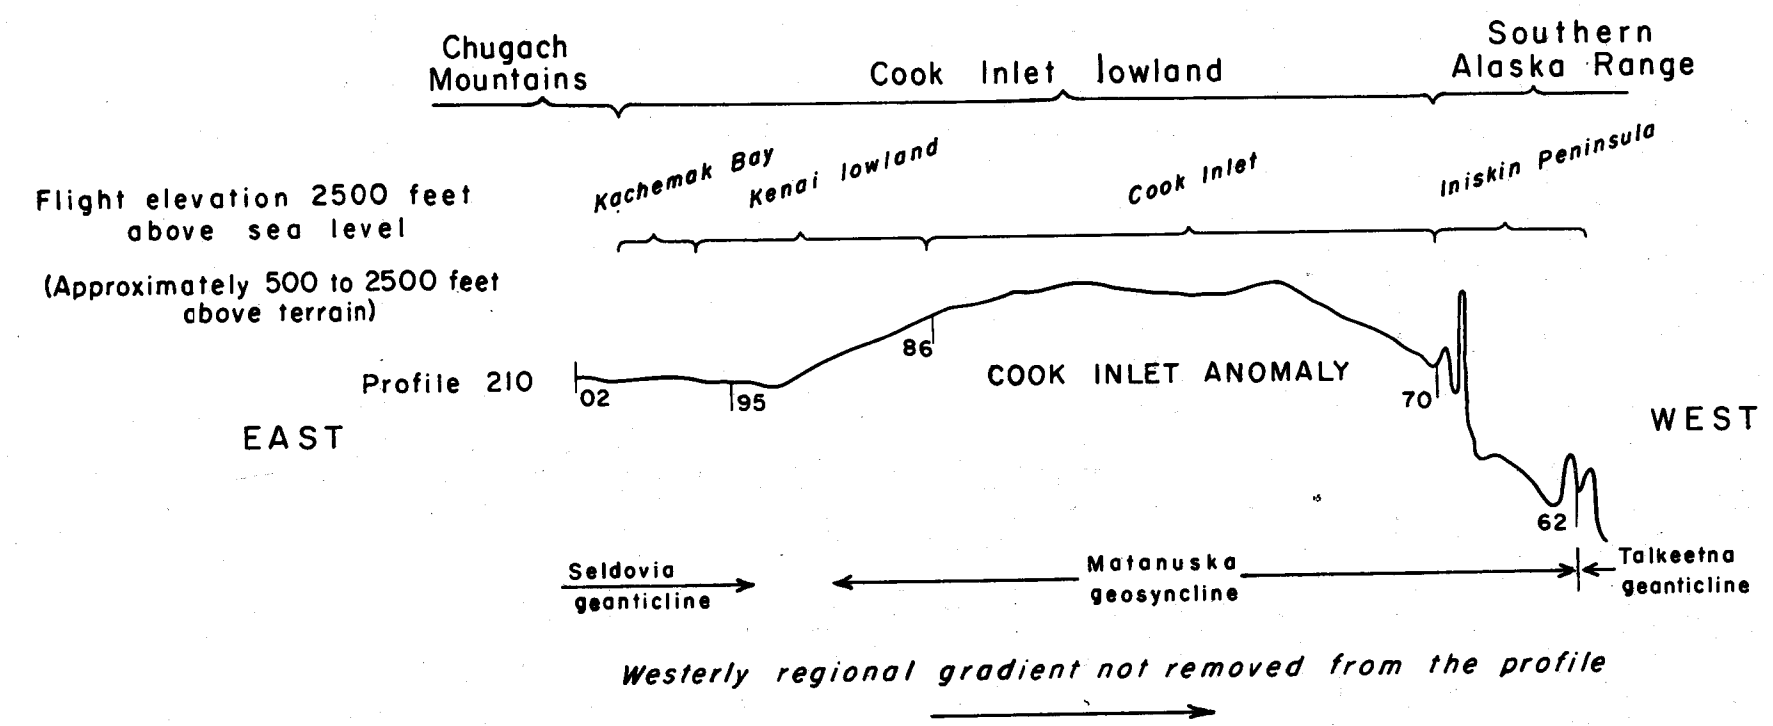 Chugach
Mountains
Cook Inlet lowland
Southern
Alaska Range
Kachemak Bay
Kenai lowland
Cook Inlet
Iniskin Peninsula
Flight elevation 2500 feet
above sea level
(Approximately 500 to 2500 feet
above terrain)
Profile 210
02
95
86
COOK INLET ANOMALY
70
62
EAST
WEST
Seldovia
geanticline
Matanuska
geosyncline
Talkeetna
geanticline
Westerly regional gradient not removed from the profile